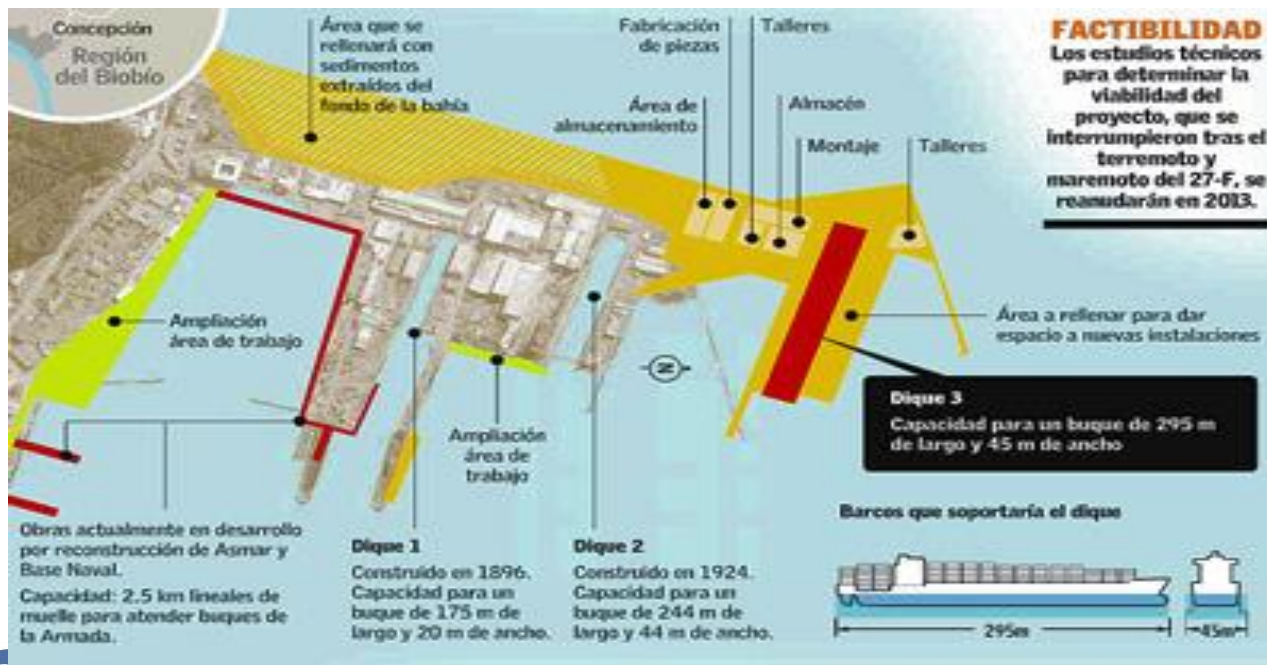 Concepción
Región
del Biobío
Área que se
rellenará con
sedimentos
extraídos del
fondo de la bahía
Fabricación
de piezas
Talleres
Área de
almacenamiento
Almacén
Montaje
Talleres
FACTIBILIDAD
Los estudios técnicos
para determinar la
viabilidad del
proyecto, que se
interrumpieron tras el
terremoto y
maremoto del 27-F, se
reanudarán en 2013.
Ampliación
área de trabajo
N
Área a rellenar para dar
espacio a nuevas instalaciones
Dique 3
Capacidad para un buque de 295 m
de largo y 45 m de ancho
Ampliación
área de
trabajo
Obras actualmente en desarrollo
por reconstrucción de Asmar y
Base Naval.
Capacidad: 2,5 km lineales de
muelle para atender buques de
la Armada.
Dique 1
Construido en 1896.
Capacidad para un
buque de 175 m de
largo y 20 m de ancho.
Dique 2
Construido en 1924.
Capacidad para un
buque de 244 m de
largo y 44 m de ancho.
Barcos que soportaría el dique
295m
45m